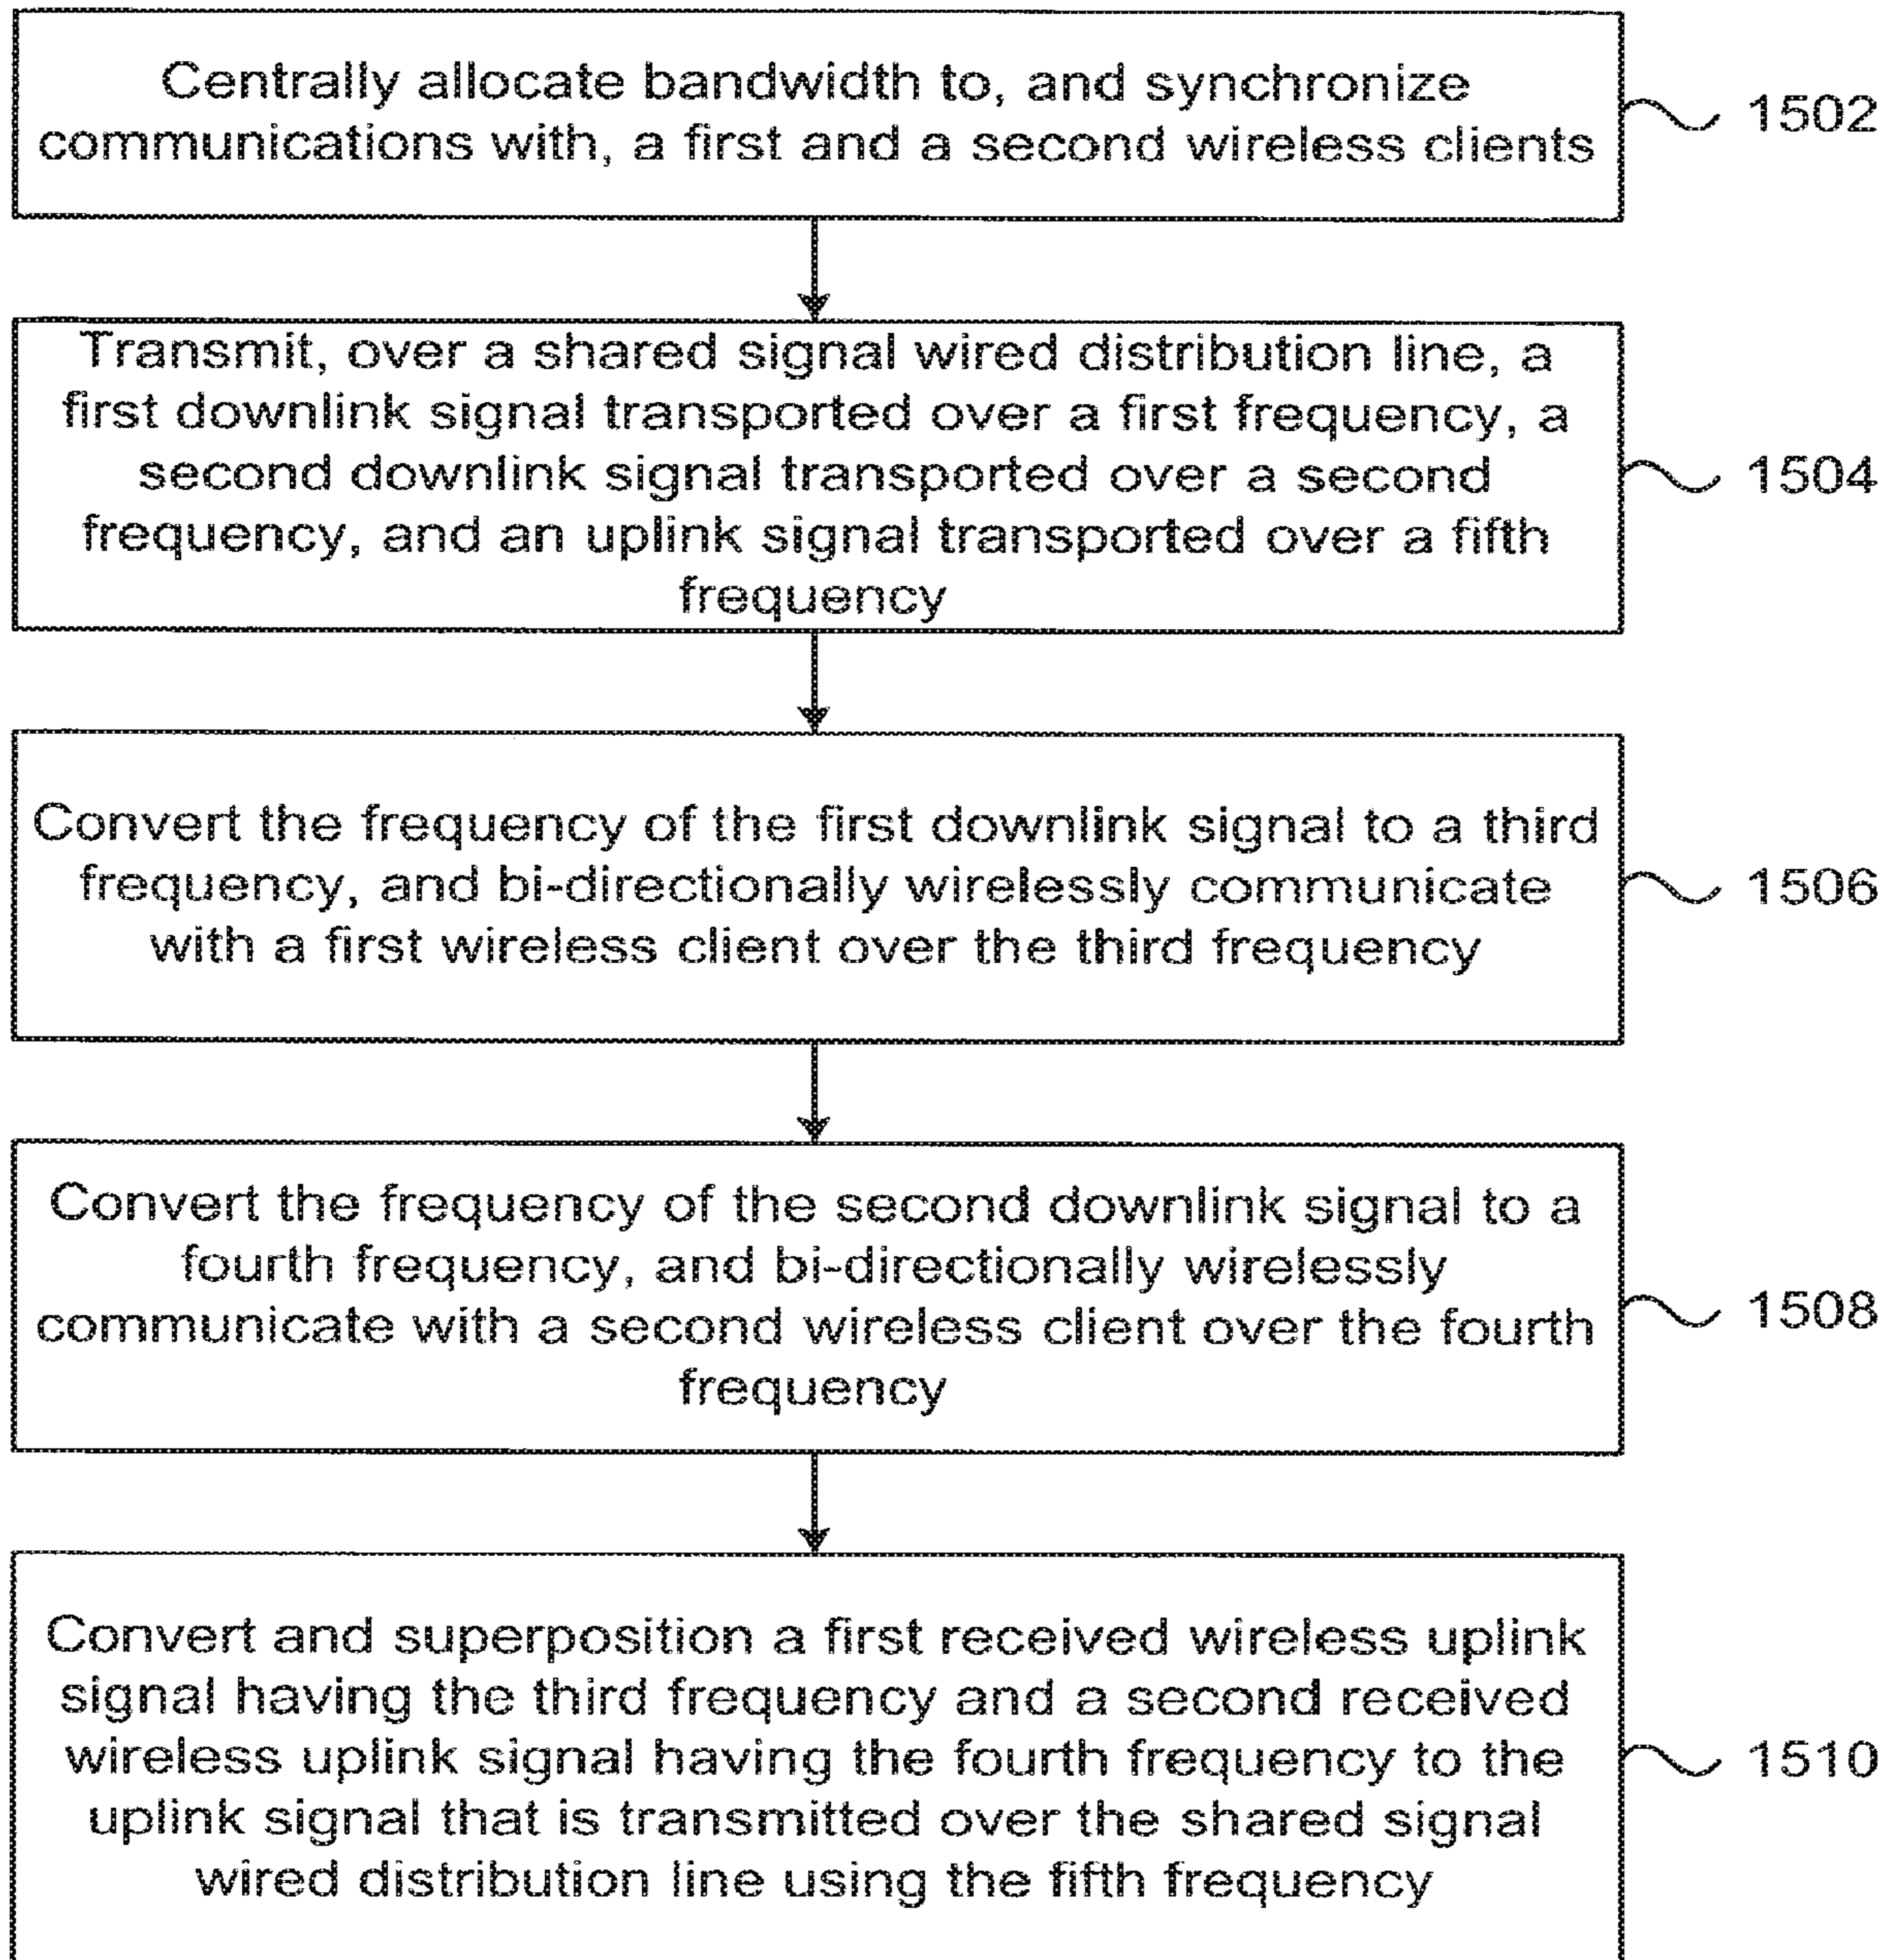 Centrally allocate bandwidth to, and synchronize
communications with, a first and a second wireless clients
1502
Transmit, over a shared signal wired distribution line, a
first downlink signal transported over a first frequency, a
second downlink signal transported over a second
frequency, and an uplink signal transported over a fifth
frequency
1504
Convert the frequency of the first downlink signal to a third
frequency, and bi-directionally wirelessly communicate
with a first wireless client over the third frequency
1506
Convert the frequency of the second downlink signal to a
fourth frequency, and bi-directionally wirelessly
communicate with a second wireless client over the fourth
frequency
1508
Convert and superposition a first received wireless uplink
signal having the third frequency and a second received
wireless uplink signal having the fourth frequency to the
uplink signal that is transmitted over the shared signal
wired distribution line using the fifth frequency
1510